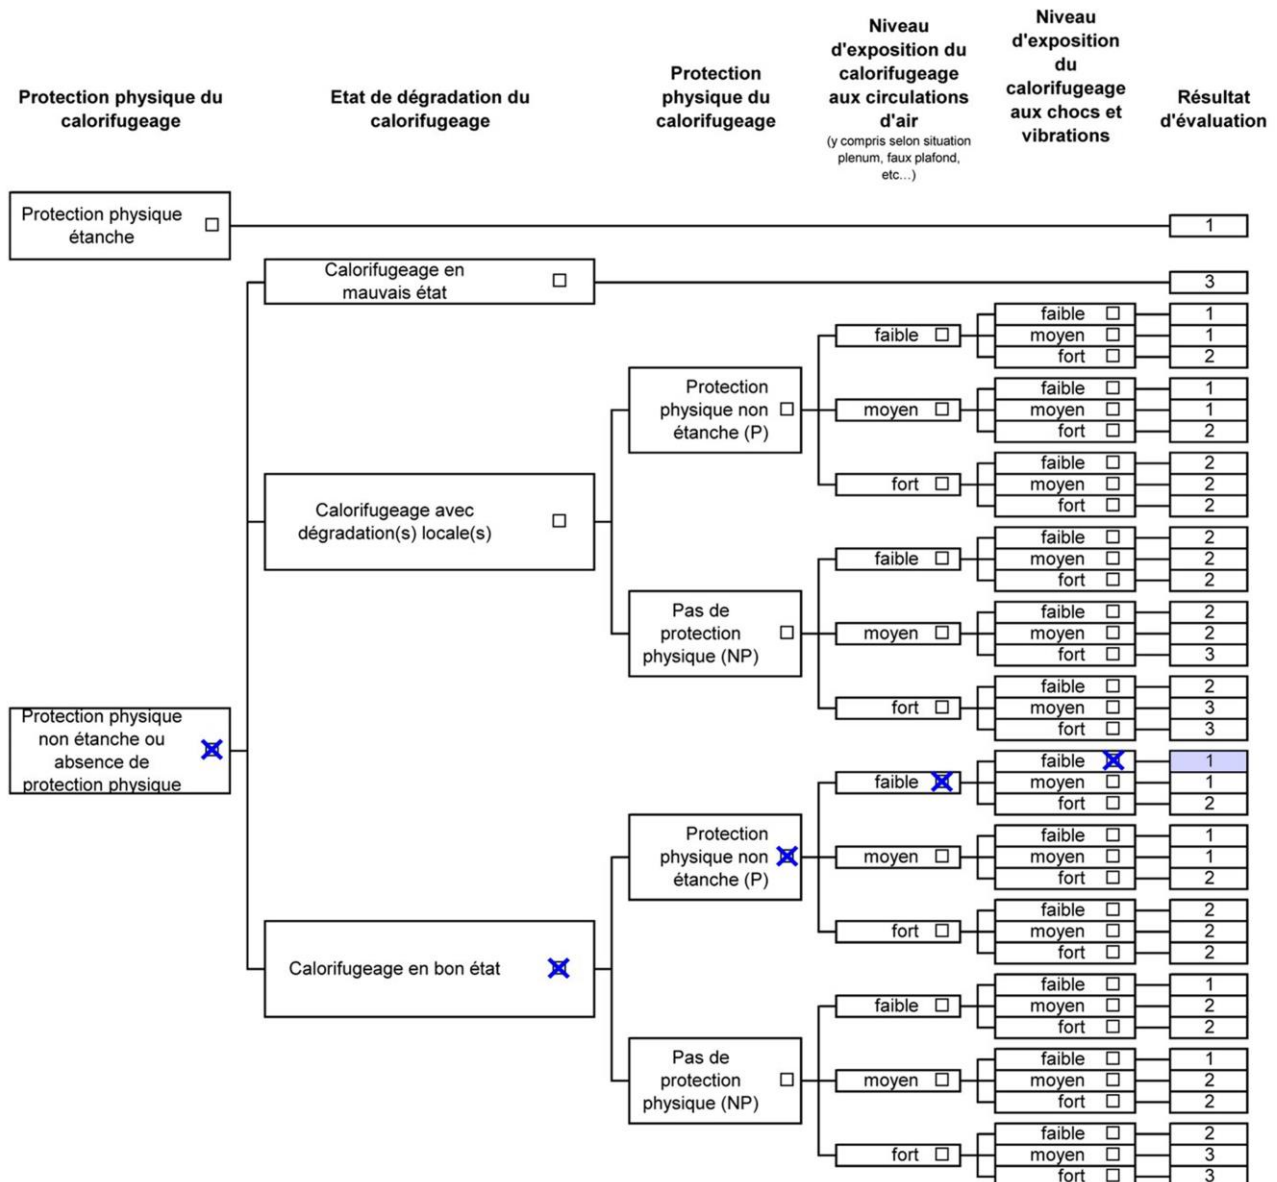 Protection physique du
calorifugeage
Etat de dégradation du
calorifugeage
Protection
physique du
calorifugeage
Niveau
d'exposition du
calorifugeage
aux circulations
d'air
(y compris selon situation
plenum, faux plafond,
etc...)
Niveau
d'exposition
du
calorifugeage
aux chocs et
vibrations
Résultat
d'évaluation
Protection physique
étanche
1
Calorifugeage en
mauvais état
3
Calorifugeage avec
dégradation(s) locale(s)
Protection
physique non
étanche (P)
faible
faible 1
moyen 1
fort 2
moyen
faible 1
moyen 1
fort 2
fort
faible 2
moyen 2
fort 2
Pas de
protection
physique (NP)
faible
faible 2
moyen 2
fort 2
moyen
faible 2
moyen 2
fort 3
fort
faible 2
moyen 3
fort 3
Protection physique
non étanche ou
absence de
protection physique
Calorifugeage en bon état
Protection
physique non
étanche (P)
faible
faible 1
moyen 1
fort 2
moyen
faible 1
moyen 1
fort 2
fort
faible 2
moyen 2
fort 2
Pas de
protection
physique (NP)
faible
faible 1
moyen 2
fort 2
moyen
faible 1
moyen 2
fort 2
fort
faible 2
moyen 3
fort 3